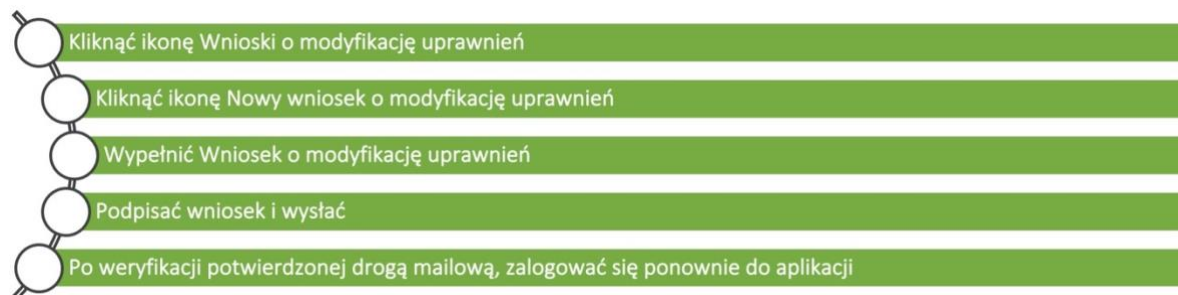 Kliknąć ikonę Wnioski o modyfikację uprawnień
Kliknąć ikonę Nowy wniosek o modyfikację uprawnień
Wypełnić Wniosek o modyfikację uprawnień
Podpisać wniosek i wysłać
Po weryfikacji potwierdzonej drogą mailową, zalogować się ponownie do aplikacji